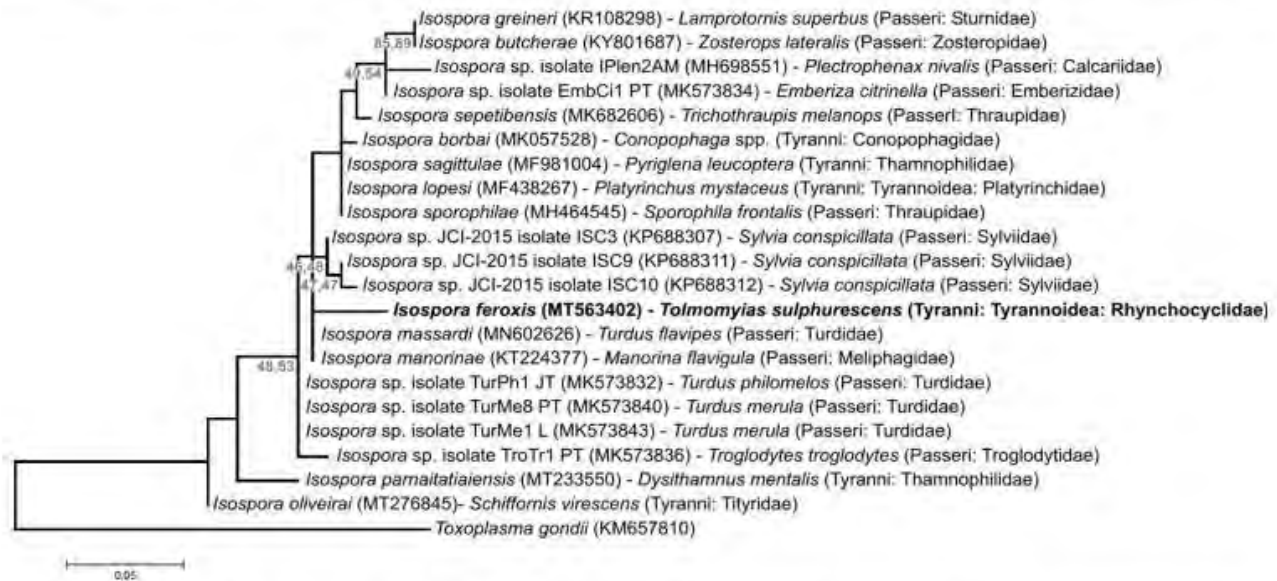 Isospora greineri (KR108298) - Lamprotornis superbus (Passeri: Sturnidae)
85,89
Isospora butcherae (KY801687) - Zosterops lateralis (Passeri: Zosteropidae)
Isospora sp. isolate IPlen2AM (MH698551) - Plectrophenax nivalis (Passeri: Calcariidae)
Isospora sp. isolate EmbCi1 PT (MK573834) - Emberiza citrinella (Passeri: Emberizidae)
Isospora sepetibensis (MK682606) - Trichothraupis melanops (Passeri: Thraupidae)
Isospora borbai (MK057528) - Conopophaga spp. (Tyranni: Conopophagidae)
Isospora sagittulae (MF981004) - Pyriglena leucoptera (Tyranni: Thamnophilidae)
Isospora lopesi (MF438267) - Platyrinchus mystaceus (Tyranni: Tyrannoidea: Platyrinchidae)
Isospora sporophilae (MH464545) - Sporophila frontalis (Passeri: Thraupidae)
Isospora sp. JCI-2015 isolate ISC3 (KP688307) - Sylvia conspicillata (Passeri: Sylviidae)
Isospora sp. JCI-2015 isolate ISC9 (KP688311) - Sylvia conspicillata (Passeri: Sylviidae)
Isospora sp. JCI-2015 isolate ISC10 (KP688312) - Sylvia conspicillata (Passeri: Sylviidae)
Isospora feroxis (MT563402) - Tolmomyias sulphurescens (Tyranni: Tyrannoidea: Rhynchocyclidae)
Isospora massardi (MN602626) - Turdus flavipes (Passeri: Turdidae)
Isospora manorinae (KT224377) - Manorina flavigula (Passeri: Meliphagidae)
48,53
Isospora sp. isolate TurPh1 JT (MK573832) - Turdus philomelos (Passeri: Turdidae)
Isospora sp. isolate TurMe8 PT (MK573840) - Turdus merula (Passeri: Turdidae)
Isospora sp. isolate TurMe1 L (MK573843) - Turdus merula (Passeri: Turdidae)
Isospora sp. isolate TroTr1 PT (MK573836) - Troglodytes troglodytes (Passeri: Troglodytidae)
Isospora parnaitatiaiensis (MT233550) - Dysithamnus mentalis (Tyranni: Thamnophilidae)
Isospora oliveirai (MT276845)- Schiffornis virescens (Tyranni: Tityridae)
Toxoplasma gondii (KM657810)
0,05